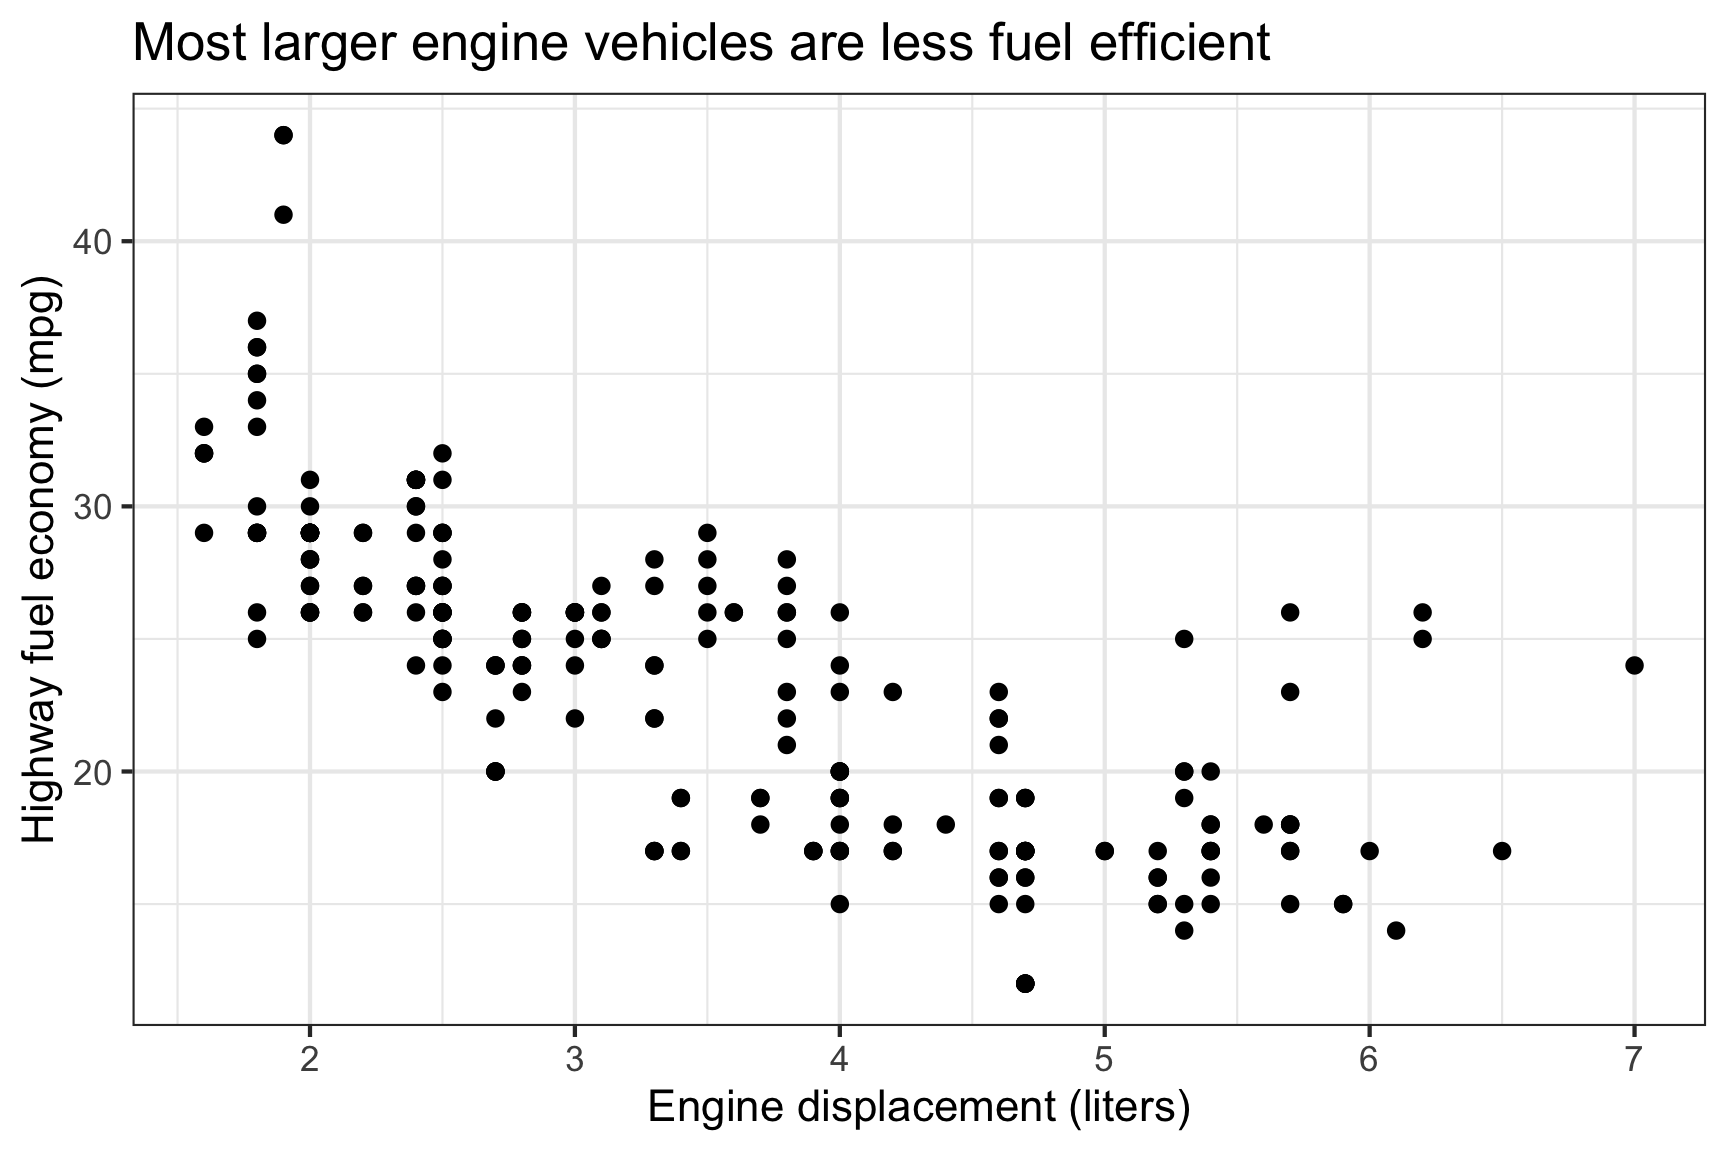 Most larger engine vehicles are less fuel efficient
Highway fuel economy (mpg)
40
30
20
2 3 4 5 6 7
Engine displacement (liters)